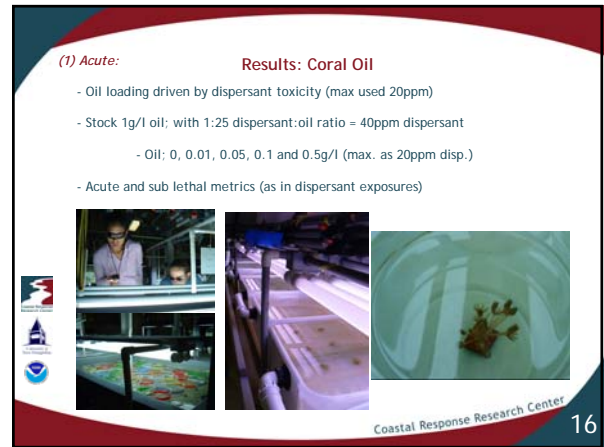 (1) Acute:
Results: Coral Oil
- Oil loading driven by dispersant toxicity (max used 20ppm)
- Stock 1g/l oil; with 1:25 dispersant:oil ratio = 40ppm dispersant
- Oil; 0, 0.01, 0.05, 0.1 and 0.5g/l (max. as 20ppm disp.)
- Acute and sub lethal metrics (as in dispersant exposures)
Coastal Response Research Center
16